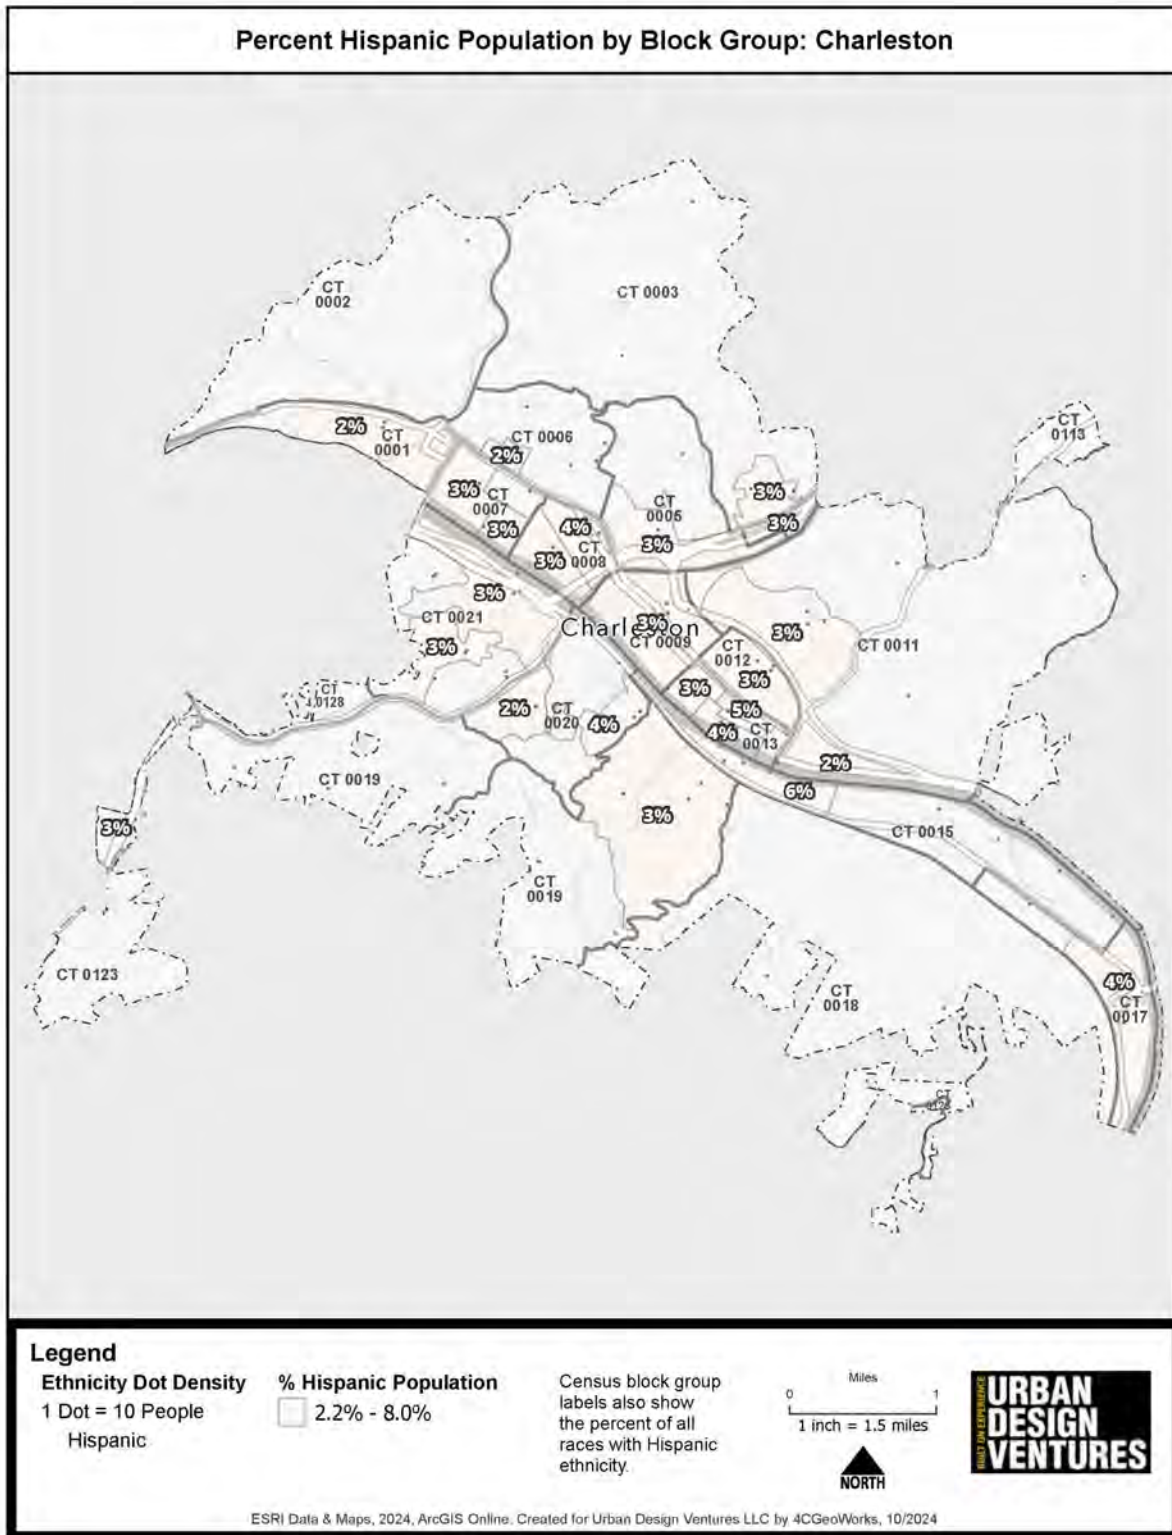 Percent Hispanic Population by Block Group: Charleston
CT
0002
CT 0003
CT
0113
2%
CT
0001
CT 0006
2%
3%
CT
0007
3%
4%
CT
0008
3%
CT
0005
3%
3%
3%
3%
CT 0021
3%
Charleston
3%
CT 0009
CT
0012
3%
3%
3%
CT 0011
CT
0128
2%
CT
0020
4%
5%
4%
CT
0013
2%
6%
CT 0019
3%
3%
CT 0015
CT
0019
CT 0123
CT
0018
4%
CT
0017
CT
Legend
Ethnicity Dot Density
1 Dot = 10 People
Hispanic
% Hispanic Population
2.2% - 8.0%
Census block group
labels also show
the percent of all
races with Hispanic
ethnicity.
Miles
0 1
1 inch = 1.5 miles
NORTH
BUILT ON EXPERIENCE
URBAN
DESIGN
VENTURES
ESRI Data & Maps, 2024, ArcGIS Online. Created for Urban Design Ventures LLC by 4CGeoWorks, 10/2024